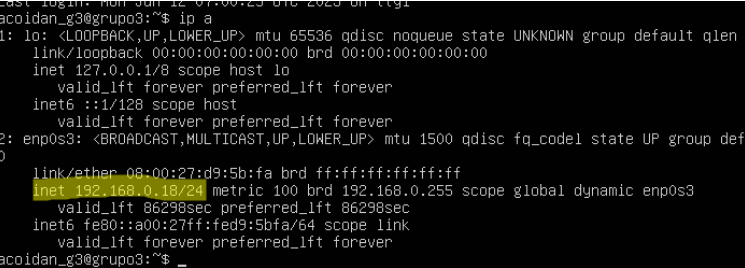 Last login: Mon Jun 12 07:00:25 UTC 2023 on tty1
acoidan_g3@grupo3:~$ ip a
1: lo: <LOOPBACK,UP,LOWER_UP> mtu 65536 qdisc noqueue state UNKNOWN group default qlen
link/loopback 00:00:00:00:00:00 brd 00:00:00:00:00:00
inet 127.0.0.1/8 scope host lo
valid_lft forever preferred_lft forever
inet6 ::1/128 scope host
valid_lft forever preferred_lft forever
2: enp0s3: <BROADCAST,MULTICAST,UP,LOWER_UP> mtu 1500 qdisc fq_codel state UP group def
0
link/ether 08:00:27:d9:5b:fa brd ff:ff:ff:ff:ff:ff
inet 192.168.0.18/24 metric 100 brd 192.168.0.255 scope global dynamic enp0s3
valid_lft 86298sec preferred_lft 86298sec
inet6 fe80::a00:27ff:fed9:5bfa/64 scope link
valid_lft forever preferred_lft forever
acoidan_g3@grupo3:~$ _